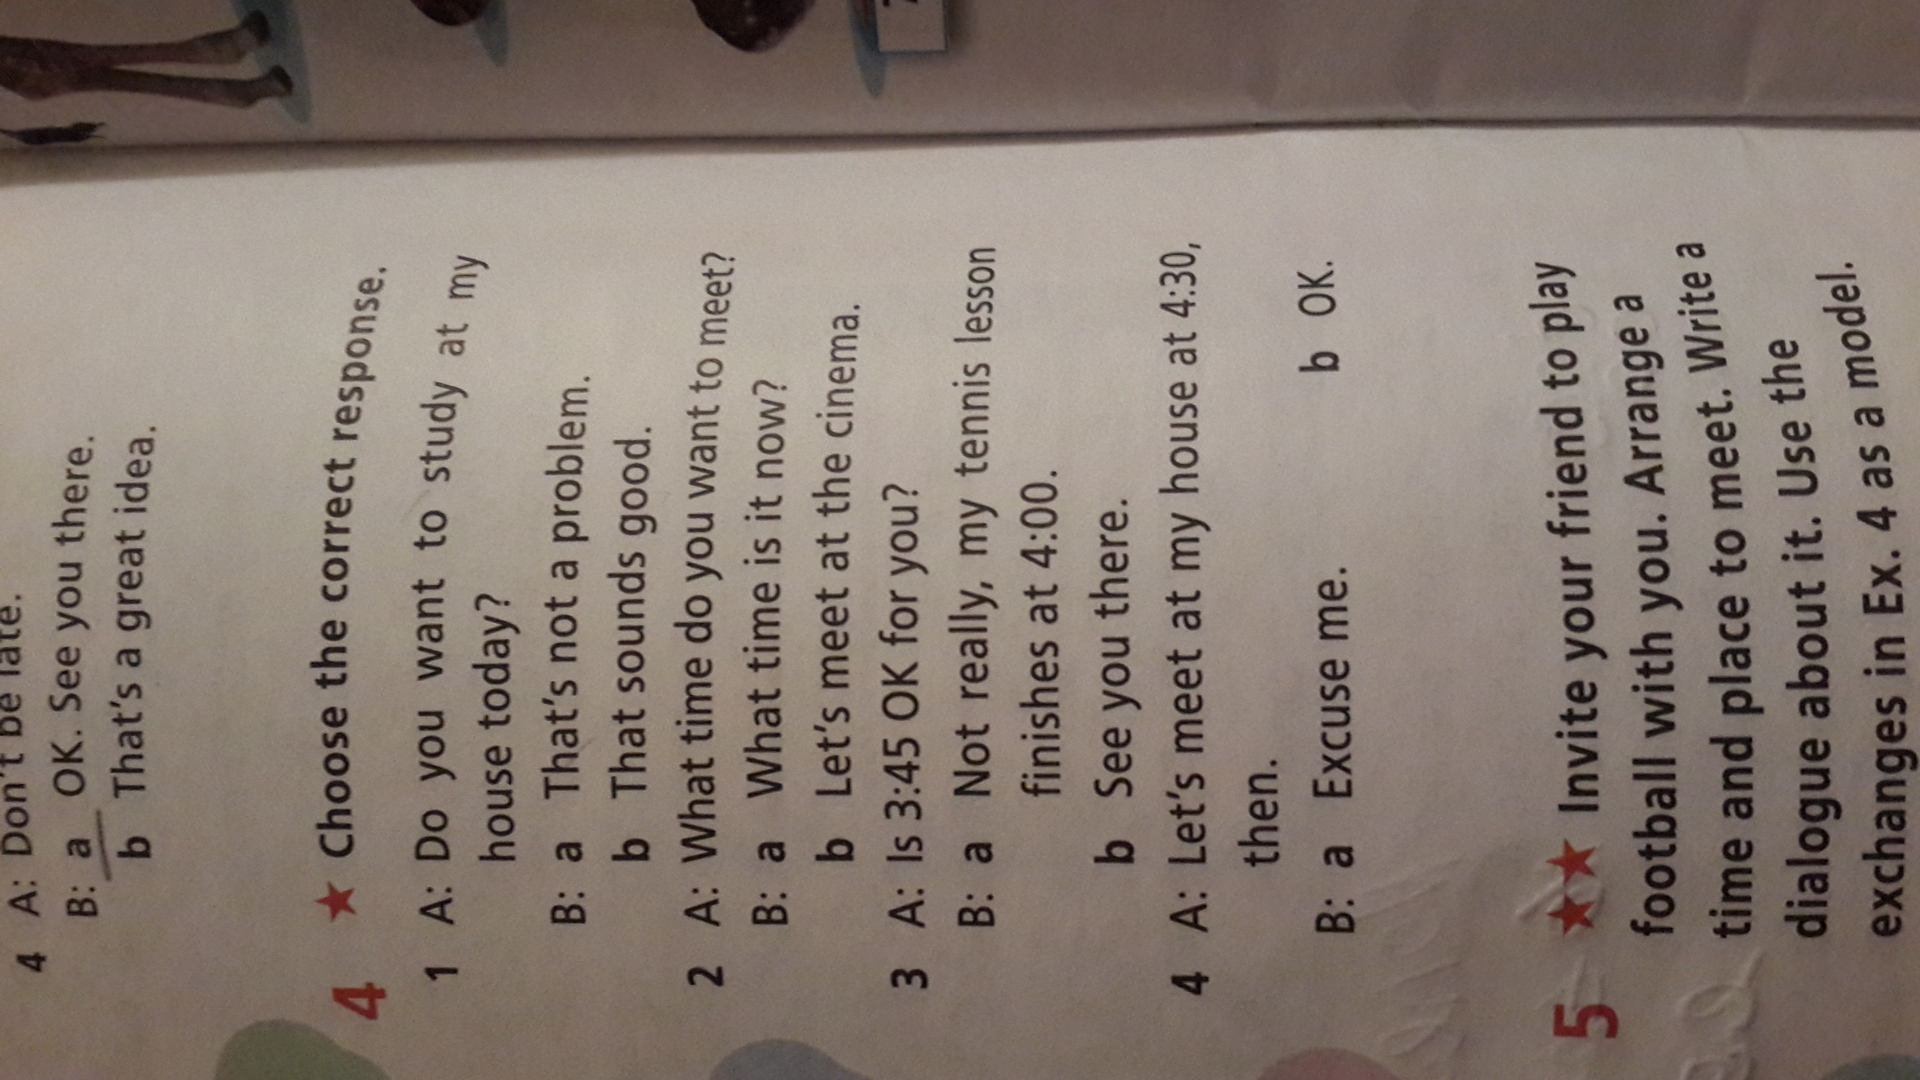 4 A: Don't be late.
B: a OK. See you there.
b That's a great idea.
4 ★ Choose the correct response.
1 A: Do you want to study at my
house today?
B: a That's not a problem.
b That sounds good.
2 A: What time do you want to meet?
B: a What time is it now?
b Let's meet at the cinema.
3 A: Is 3:45 OK for you?
B: a Not really, my tennis lesson
finishes at 4:00.
b See you there.
4 A: Let's meet at my house at 4:30,
then.
B: a Excuse me. b OK.
5 ★★ Invite your friend to play
football with you. Arrange a
time and place to meet. Write a
dialogue about it. Use the
exchanges in Ex. 4 as a model.